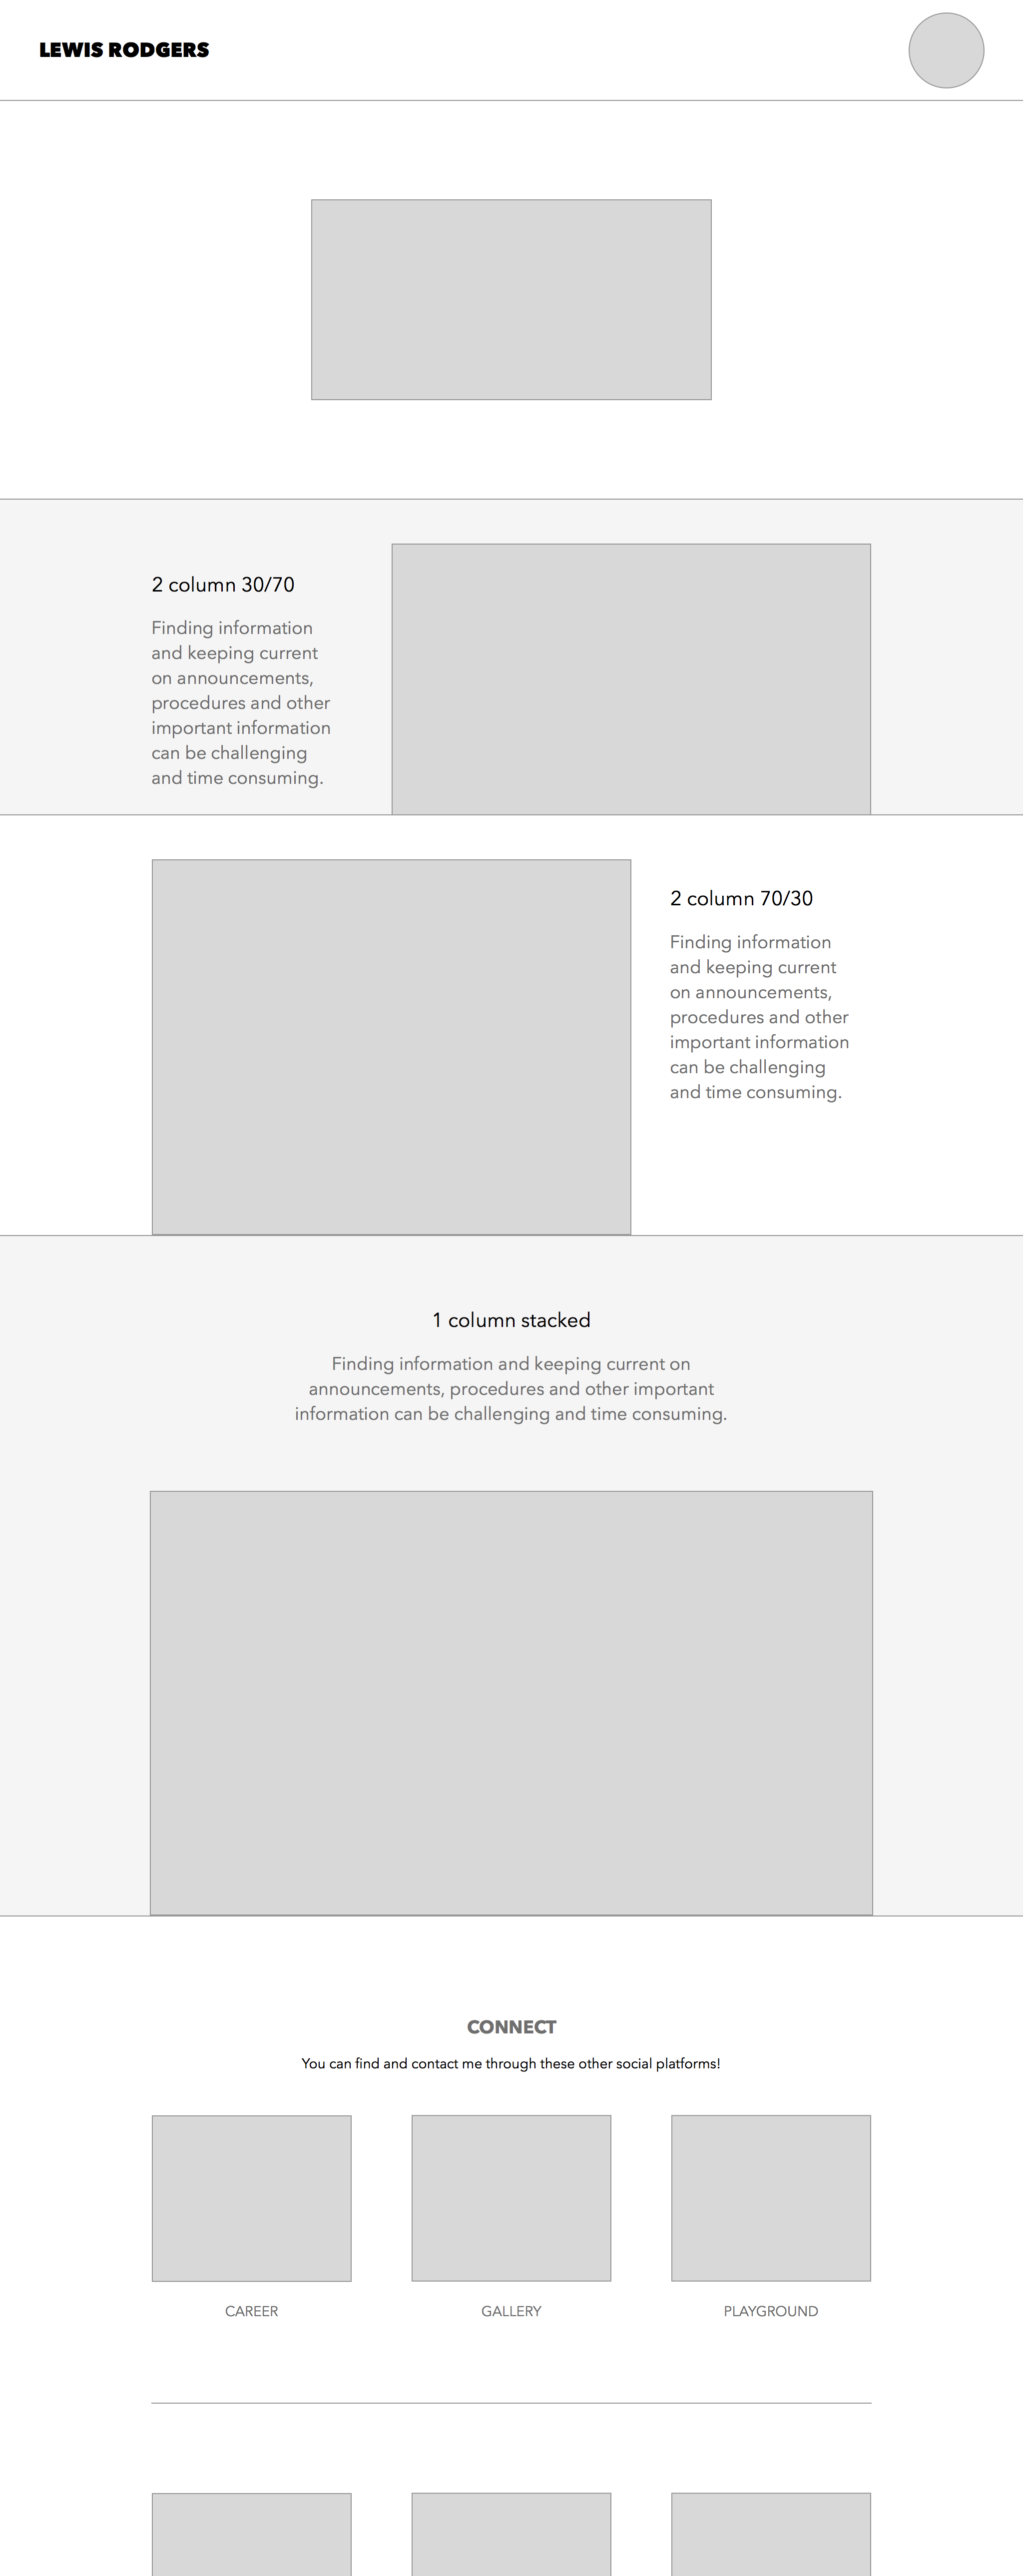 LEWIS RODGERS
2 column 30/70
Finding information
and keeping current
on announcements,
procedures and other
important information
can be challenging
and time consuming.
2 column 70/30
Finding information
and keeping current
on announcements,
procedures and other
important information
can be challenging
and time consuming.
1 column stacked
Finding information and keeping current on
announcements, procedures and other important
information can be challenging and time consuming.
CONNECT
You can find and contact me through these other social platforms!
CAREER
GALLERY
PLAYGROUND